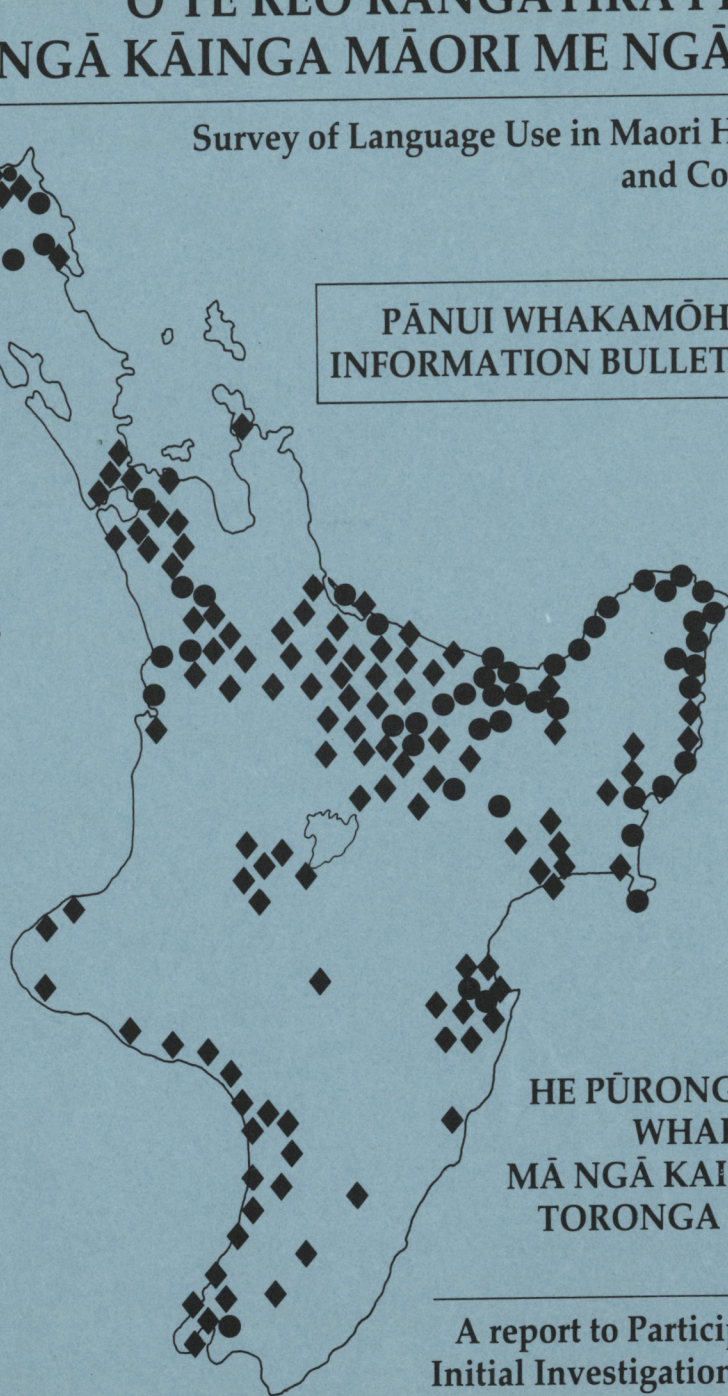 NGĀ KĀINGA MĀORI ME NGĀ
Survey of Language Use in Maori H
and Co
PĀNUI WHAKAMŌH
INFORMATION BULLET
HE PŪRONG
WHAK
MĀ NGĀ KAI
TORONGA
A report to Partici
Initial Investigation